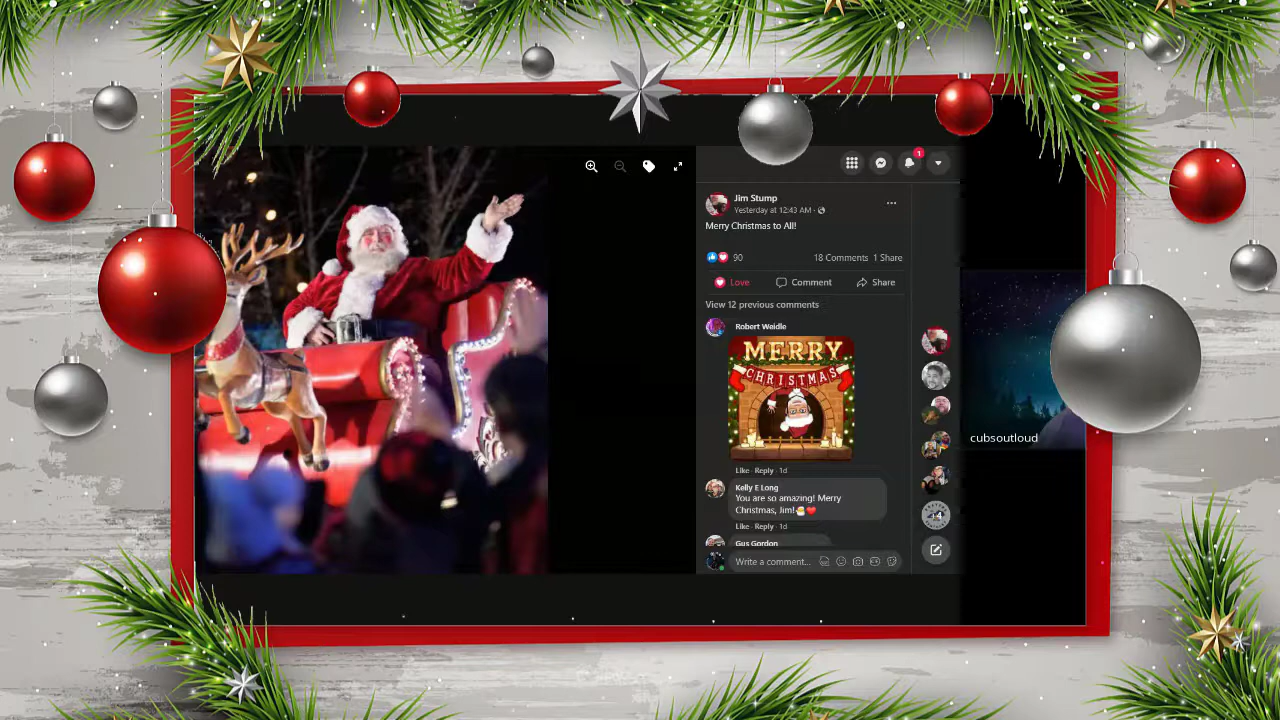 1
Jim Stump
Yesterday at 12:43 AM ·
Merry Christmas to All!
90 18 Comments 1 Share
Love Comment Share
View 12 previous comments
Robert Weidle
MERRY
CHRISTMAS
Like · Reply · 1d
Kelly E Long
You are so amazing! Merry
Christmas, Jim!🎅❤️
Like · Reply · 1d
Gus Gordon
Write a comment...
cubsoutloud